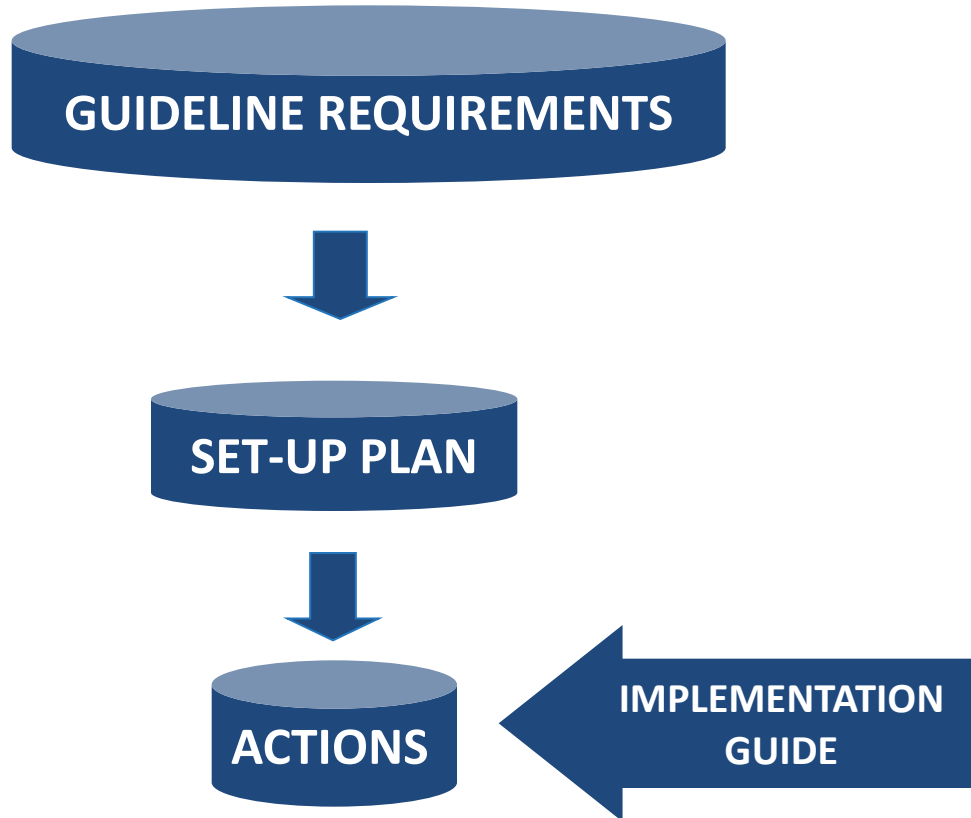 GUIDELINE REQUIREMENTS
SET-UP PLAN
ACTIONS
IMPLEMENTATION
GUIDE